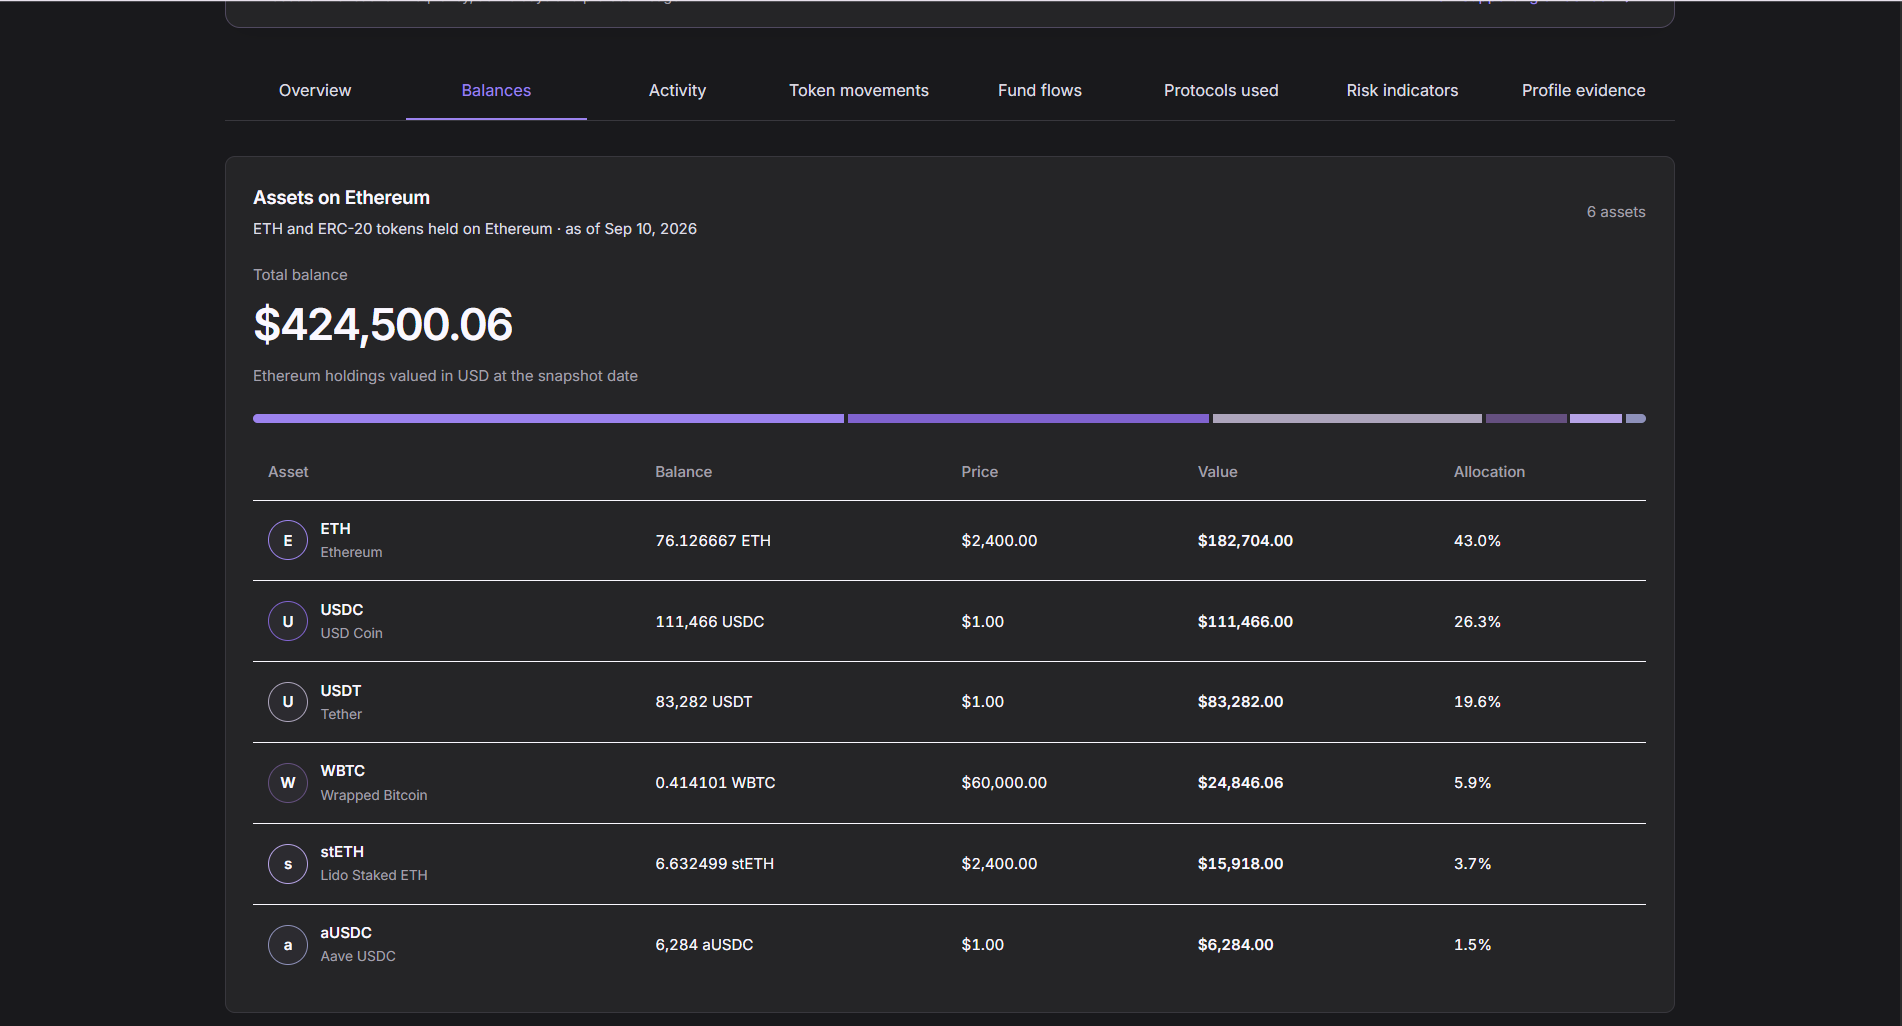 Overview
Balances
Activity
Token movements
Fund flows
Protocols used
Risk indicators
Profile evidence
Assets on Ethereum
ETH and ERC-20 tokens held on Ethereum · as of Sep 10, 2026
6 assets
Total balance
$424,500.06
Ethereum holdings valued in USD at the snapshot date
Asset Balance Price Value Allocation
E
ETH
Ethereum
76.126667 ETH $2,400.00 $182,704.00 43.0%
U
USDC
USD Coin
111,466 USDC $1.00 $111,466.00 26.3%
U
USDT
Tether
83,282 USDT $1.00 $83,282.00 19.6%
W
WBTC
Wrapped Bitcoin
0.414101 WBTC $60,000.00 $24,846.06 5.9%
s
stETH
Lido Staked ETH
6.632499 stETH $2,400.00 $15,918.00 3.7%
a
aUSDC
Aave USDC
6,284 aUSDC $1.00 $6,284.00 1.5%